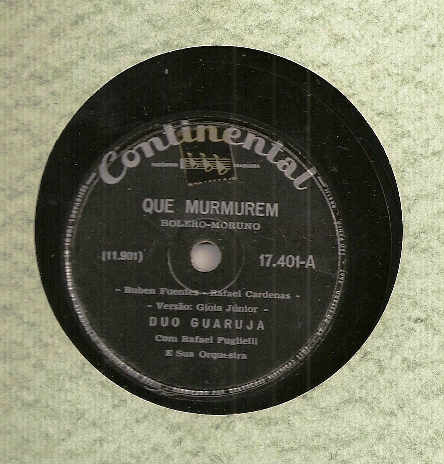 Continental
QUE MURMUREM
BOLERO-MORUNO
(11.901) 17.401-A
- Ruben Fuentes - Rafael Cardenas -
- Versão: Gioia Júnior -
DUO GUARUJA
Com Rafael Puglielli
E Sua Orquestra